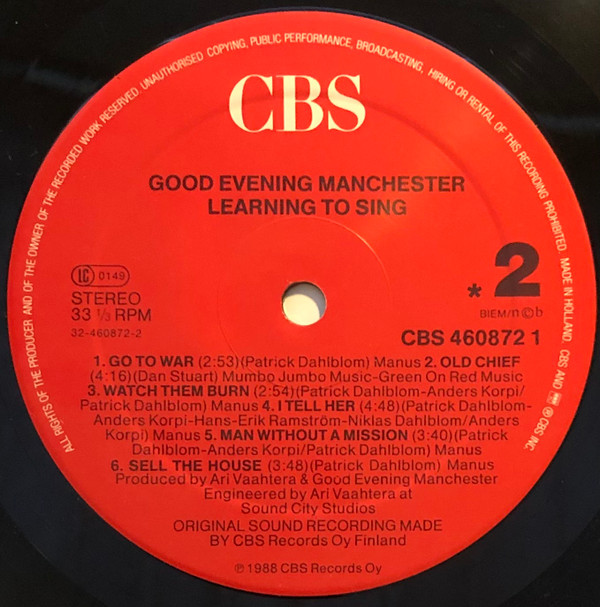 ALL RIGHTS OF THE PRODUCER AND OF THE OWNER OF THE RECORDED WORK RESERVED. UNAUTHORISED COPYING, PUBLIC PERFORMANCE, BROADCASTING, HIRING OR RENTAL OF THIS RECORDING PROHIBITED. MADE IN HOLLAND. CBS AND ® CBS INC.
CBS
GOOD EVENING MANCHESTER
LEARNING TO SING
LC 0149
STEREO
33 ⅓ RPM
32-460872-2
* 2
BIEM/n©b
CBS 460872 1
1. GO TO WAR (2:53)(Patrick Dahlblom) Manus 2. OLD CHIEF
(4:16)(Dan Stuart) Mumbo Jumbo Music-Green On Red Music
3. WATCH THEM BURN (2:54)(Patrick Dahlblom-Anders Korpi/
Patrick Dahlblom) Manus 4. I TELL HER (4:48)(Patrick Dahlblom-
Anders Korpi-Hans-Erik Ramström-Niklas Dahlblom/Anders
Korpi) Manus 5. MAN WITHOUT A MISSION (3:40)(Patrick
Dahlblom-Anders Korpi/Patrick Dahlblom) Manus
6. SELL THE HOUSE (3:48)(Patrick Dahlblom) Manus
Produced by Ari Vaahtera & Good Evening Manchester
Engineered by Ari Vaahtera at
Sound City Studios
ORIGINAL SOUND RECORDING MADE
BY CBS Records Oy Finland
℗ 1988 CBS Records Oy